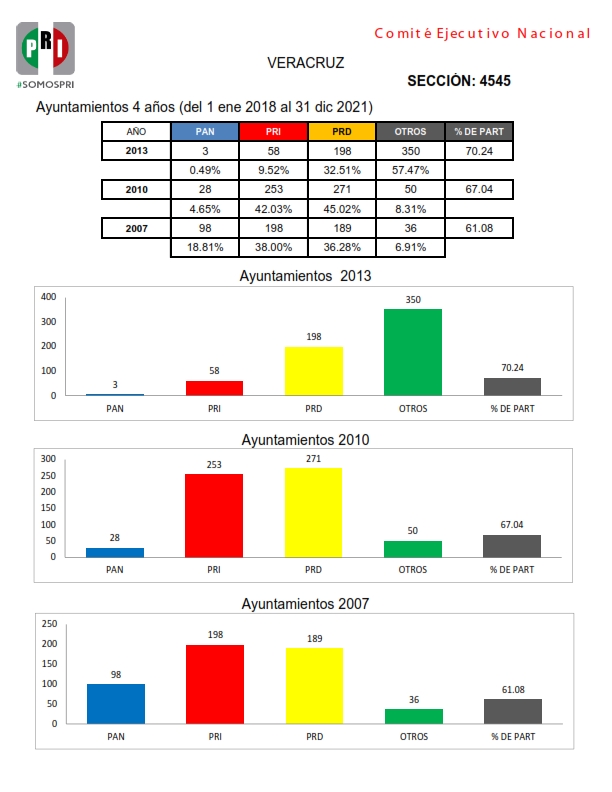 Comité Ejecutivo Nacional
PRI
#SOMOSPRI
VERACRUZ
SECCIÓN: 4545
Ayuntamientos 4 años (del 1 ene 2018 al 31 dic 2021)
AÑO PAN PRI PRD OTROS % DE PART
2013 3 58 198 350 70.24
0.49% 9.52% 32.51% 57.47%
2010 28 253 271 50 67.04
4.65% 42.03% 45.02% 8.31%
2007 98 198 189 36 61.08
18.81% 38.00% 36.28% 6.91%
Ayuntamientos 2013
400
300
200
100
0
3 58 198 350 70.24
PAN PRI PRD OTROS % DE PART
Ayuntamientos 2010
300
250
200
150
100
50
0
28 253 271 50 67.04
PAN PRI PRD OTROS % DE PART
Ayuntamientos 2007
250
200
150
100
50
0
98 198 189 36 61.08
PAN PRI PRD OTROS % DE PART